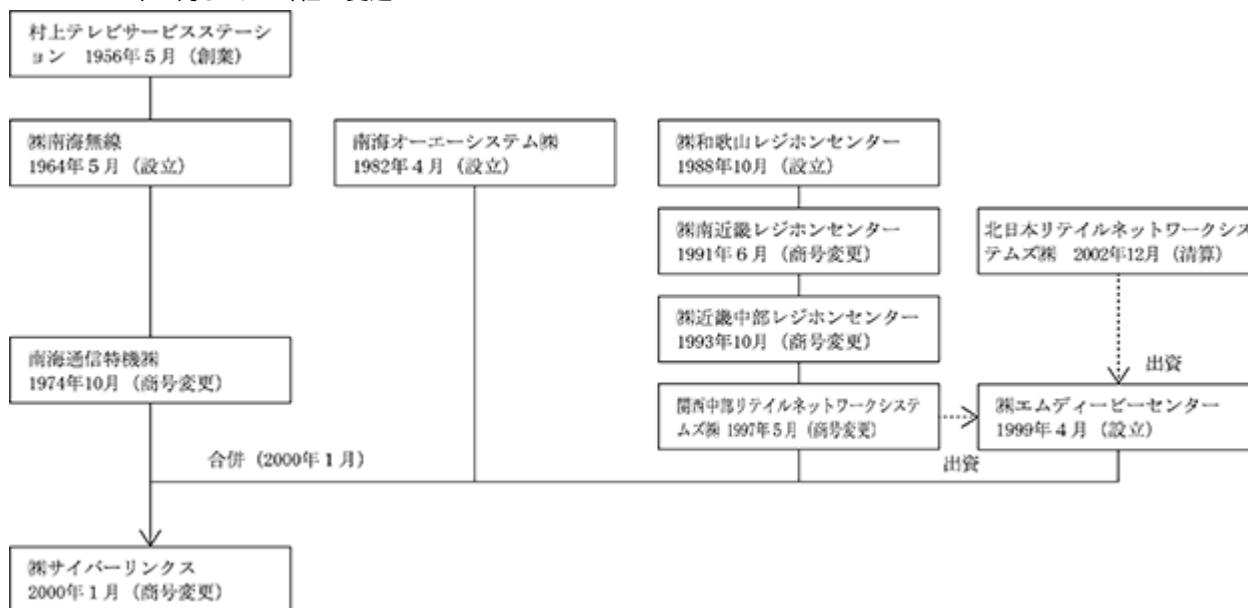 村上テレビサービスステーシ
ョン　1956年５月（創業）
㈱南海無線
1964年５月（設立）
南海オーエーシステム㈱
1982年４月（設立）
㈱和歌山レジホンセンター
1988年10月（設立）
㈱南近畿レジホンセンター
1991年６月（商号変更）
北日本リテイルネットワークシス
テムズ㈱　2002年12月（清算）
㈱近畿中部レジホンセンター
1993年10月（商号変更）
南海通信特機㈱
1974年10月（商号変更）
出資
関西中部リテイルネットワークシステ
ムズ㈱ 1997年５月（商号変更）
㈱エムディービーセンター
1999年４月（設立）
合併（2000年１月）
出資
㈱サイバーリンクス
2000年１月（商号変更）